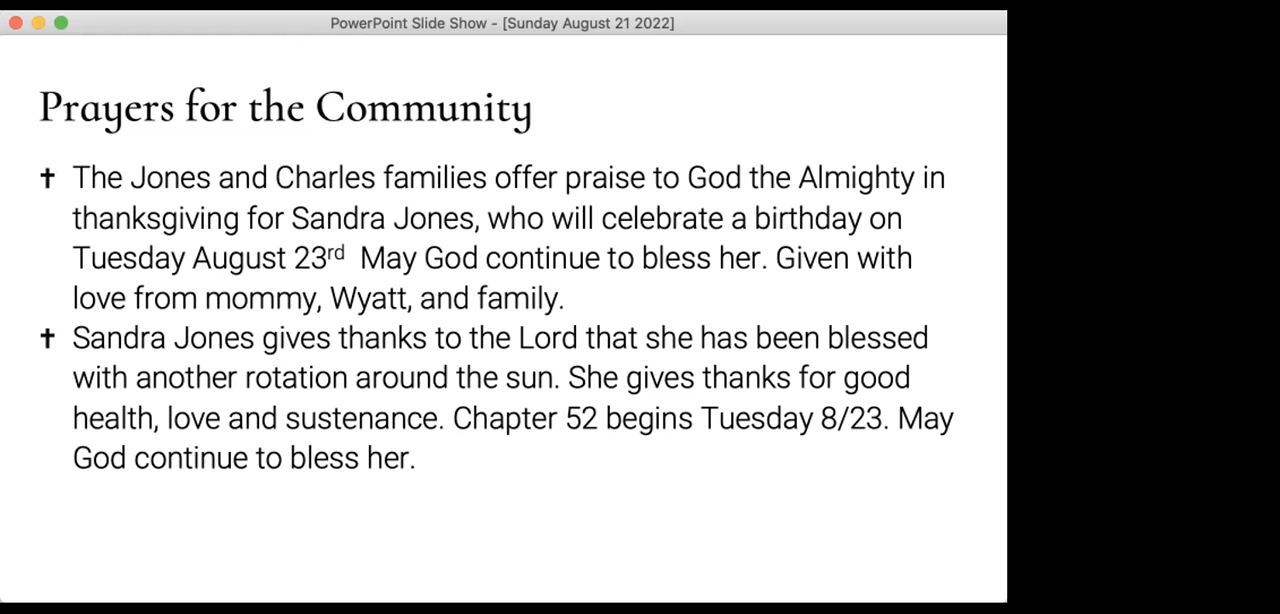 PowerPoint Slide Show - [Sunday August 21 2022]
Prayers for the Community
✝ The Jones and Charles families offer praise to God the Almighty in
thanksgiving for Sandra Jones, who will celebrate a birthday on
Tuesday August 23rd  May God continue to bless her. Given with
love from mommy, Wyatt, and family.
✝ Sandra Jones gives thanks to the Lord that she has been blessed
with another rotation around the sun. She gives thanks for good
health, love and sustenance. Chapter 52 begins Tuesday 8/23. May
God continue to bless her.